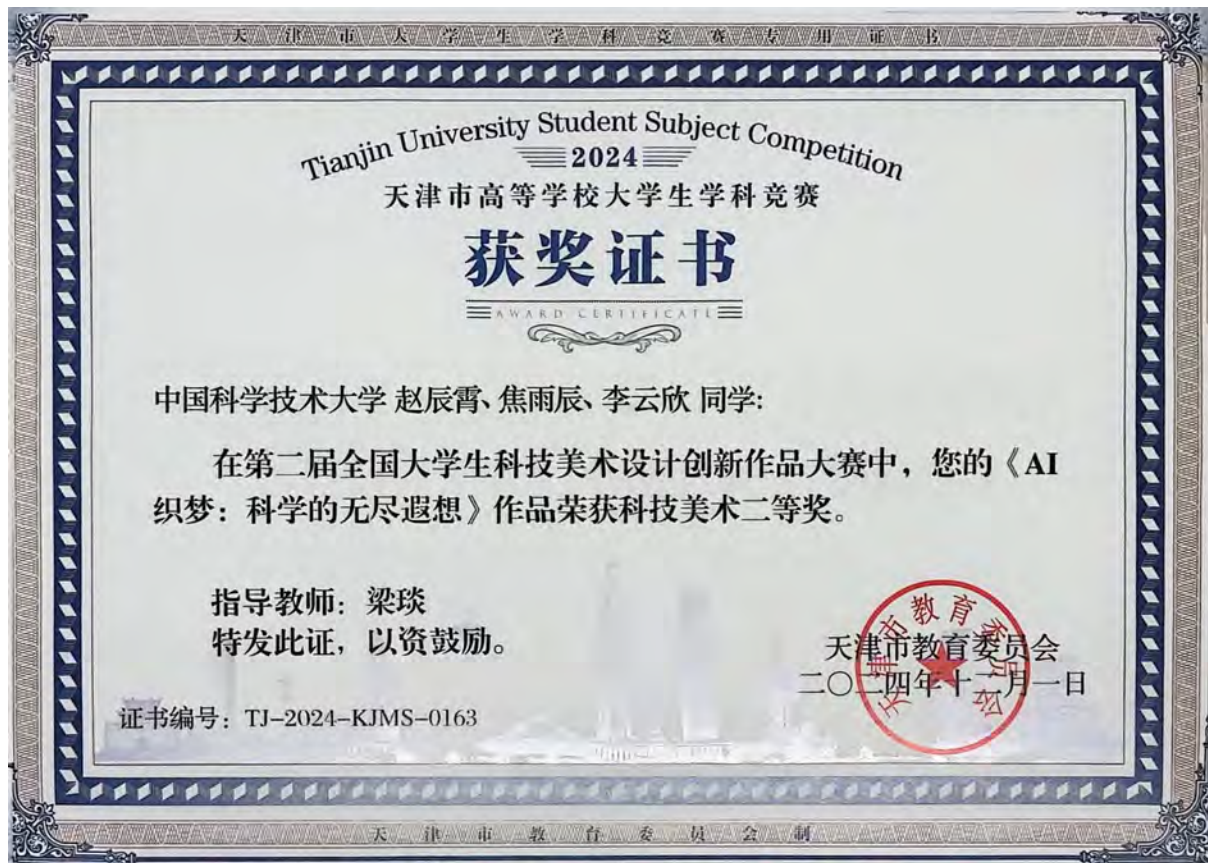 天津市大学生学科竞赛专用证书
Tianjin University Student Subject Competition
2024
天津市高等学校大学生学科竞赛
获奖证书
AWARD CERTIFICATE
中国科学技术大学 赵辰霄、焦雨辰、李云欣 同学:
在第二届全国大学生科技美术设计创新作品大赛中，您的《AI
织梦：科学的无尽遐想》作品荣获科技美术二等奖。
指导教师：梁琰
特发此证，以资鼓励。
天津市教育委员会
天津市教育委员会
二〇二四年十二月一日
证书编号：TJ-2024-KJMS-0163
天津市教育委员会制